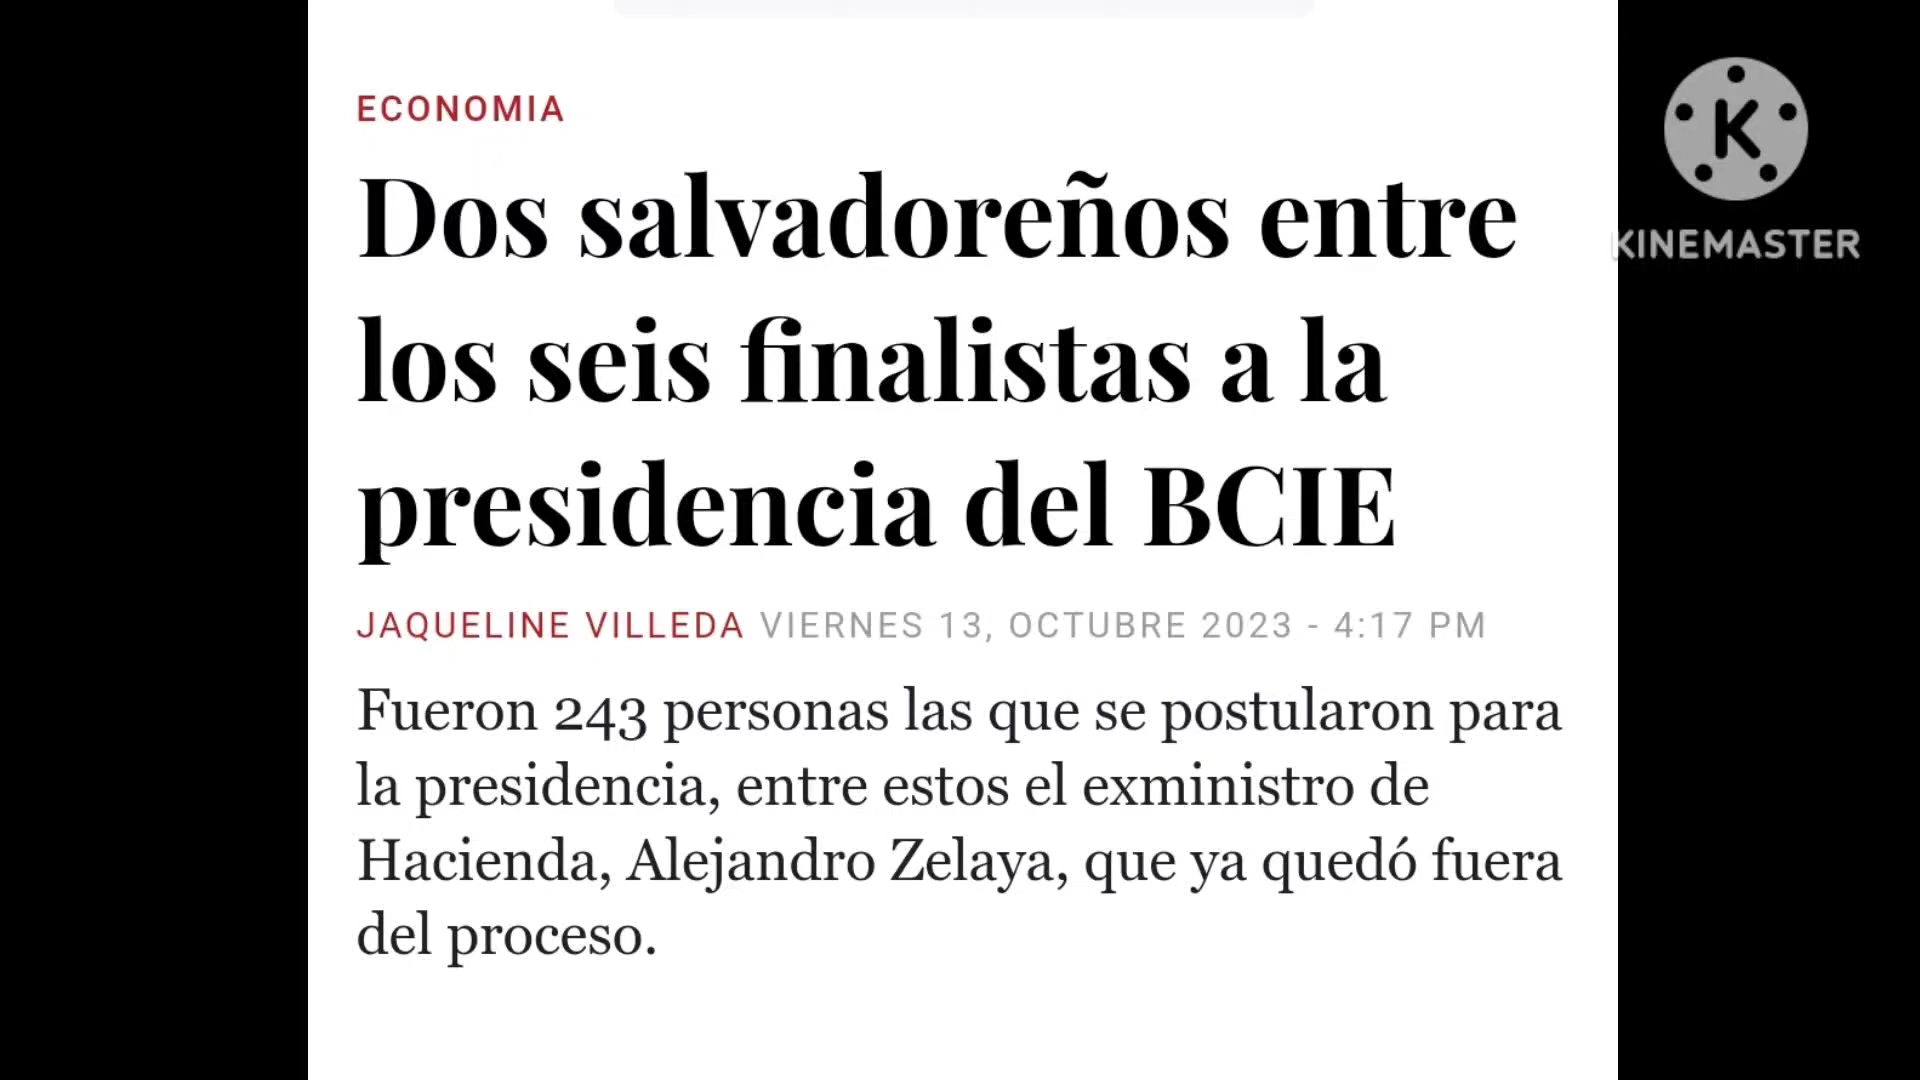 ECONOMIA
Dos salvadoreños entre
los seis finalistas a la
presidencia del BCIE
JAQUELINE VILLEDA VIERNES 13, OCTUBRE 2023 - 4:17 PM
Fueron 243 personas las que se postularon para
la presidencia, entre estos el exministro de
Hacienda, Alejandro Zelaya, que ya quedó fuera
del proceso.
K
KINEMASTER